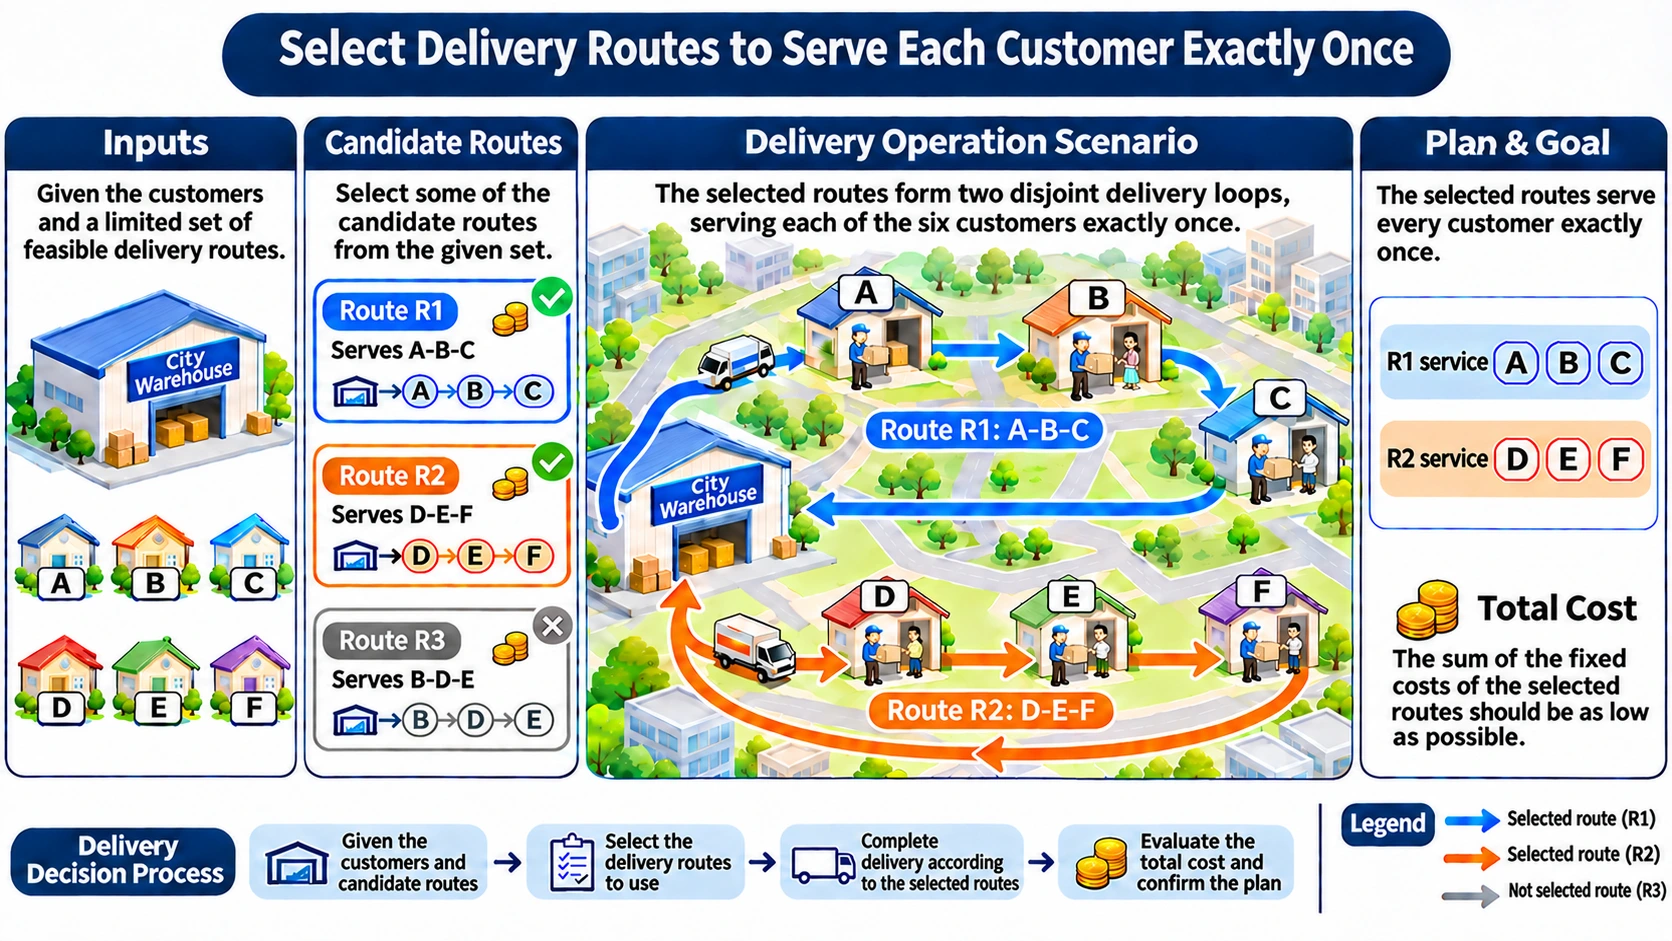 Select Delivery Routes to Serve Each Customer Exactly Once
Inputs
Given the customers
and a limited set of
feasible delivery routes.
City
Warehouse
A
B
C
D
E
F
Candidate Routes
Select some of the
candidate routes
from the given set.
Route R1
Serves A-B-C
A
B
C
Route R2
Serves D-E-F
D
E
F
Route R3
Serves B-D-E
B
D
E
Delivery Operation Scenario
The selected routes form two disjoint delivery loops,
serving each of the six customers exactly once.
A
B
C
Route R1: A-B-C
City
Warehouse
D
E
F
Route R2: D-E-F
Plan & Goal
The selected routes serve
every customer exactly
once.
R1 service A B C
R2 service D E F
Total Cost
The sum of the fixed
costs of the selected
routes should be as low
as possible.
Delivery
Decision Process
Given the
customers and
candidate routes
Select the
delivery routes
to use
Complete
delivery according
to the selected routes
Evaluate the
total cost and
confirm the plan
Legend
Selected route (R1)
Selected route (R2)
Not selected route (R3)